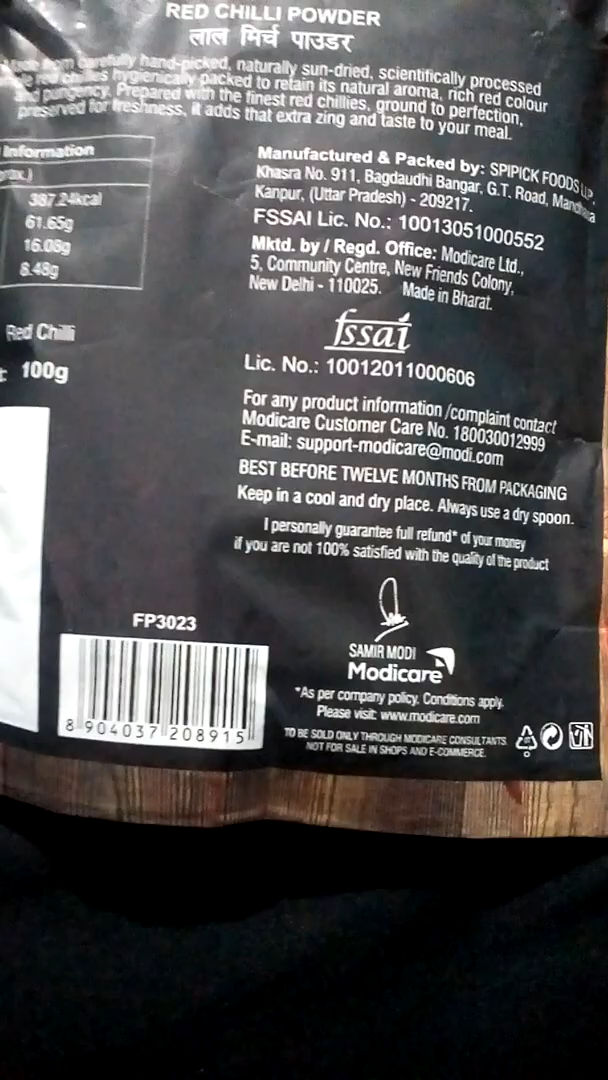 RED CHILLI POWDER
लाल मिर्च पाउडर
Made from carefully hand-picked, naturally sun-dried, scientifically processed
red chillies hygienically packed to retain its natural aroma, rich red colour
and pungency. Prepared with the finest red chillies, ground to perfection,
preserved for freshness, it adds that extra zing and taste to your meal.
Information
387.24kcal
61.65g
16.08g
8.48g
Red Chilli
100g
Manufactured & Packed by: SPIPICK FOODS LLP.
Khasra No. 911, Bagdaudhi Bangar, G.T. Road, Mandhana
Kanpur, (Uttar Pradesh) - 209217.
FSSAI Lic. No.: 10013051000552
Mktd. by / Regd. Office: Modicare Ltd.,
5, Community Centre, New Friends Colony,
New Delhi - 110025. Made in Bharat.
fssai
Lic. No.: 10012011000606
For any product information /complaint contact
Modicare Customer Care No. 180030012999
E-mail: support-modicare@modi.com
BEST BEFORE TWELVE MONTHS FROM PACKAGING
Keep in a cool and dry place. Always use a dry spoon.
I personally guarantee full refund* of your money
if you are not 100% satisfied with the quality of the product
SAMIR MODI
Modicare
*As per company policy. Conditions apply.
Please visit: www.modicare.com
TO BE SOLD ONLY THROUGH MODICARE CONSULTANTS.
NOT FOR SALE IN SHOPS AND E-COMMERCE.
FP3023
8 904037 208915